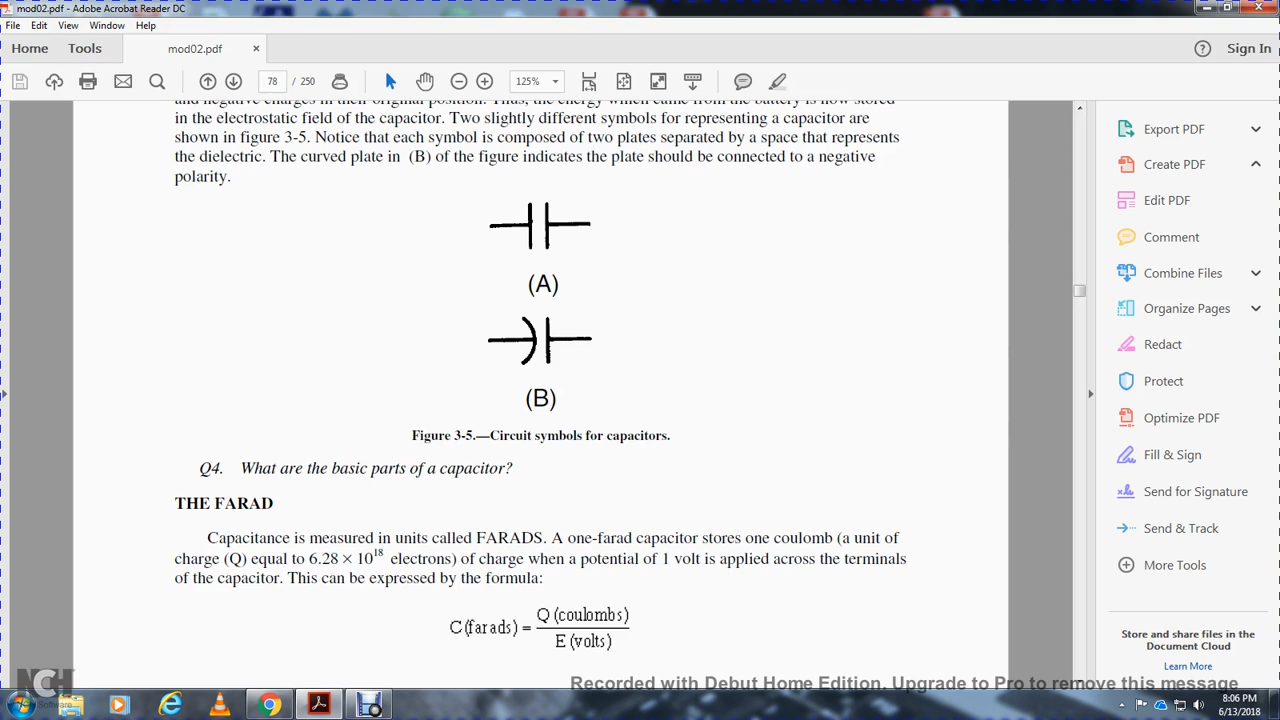 mod02.pdf - Adobe Acrobat Reader DC
File Edit View Window Help
Home Tools mod02.pdf × Sign In
78 / 250 125%
and negative charges in their original position. Thus, the energy which came from the battery is now stored
in the electrostatic field of the capacitor. Two slightly different symbols for representing a capacitor are
shown in figure 3-5. Notice that each symbol is composed of two plates separated by a space that represents
the dielectric. The curved plate in (B) of the figure indicates the plate should be connected to a negative
polarity.
(A)
(B)
Figure 3-5.—Circuit symbols for capacitors.
Q4. What are the basic parts of a capacitor?
THE FARAD
Capacitance is measured in units called FARADS. A one-farad capacitor stores one coulomb (a unit of
charge (Q) equal to 6.28 × 10¹⁸ electrons) of charge when a potential of 1 volt is applied across the terminals
of the capacitor. This can be expressed by the formula:
C(farads) = Q (coulombs) / E (volts)
Export PDF
Create PDF
Edit PDF
Comment
Combine Files
Organize Pages
Redact
Protect
Optimize PDF
Fill & Sign
Send for Signature
Send & Track
More Tools
Store and share files in the
Document Cloud
Learn More
NCH
Software
Recorded with Debut Home Edition. Upgrade to Pro to remove this message
8:06 PM
6/13/2018